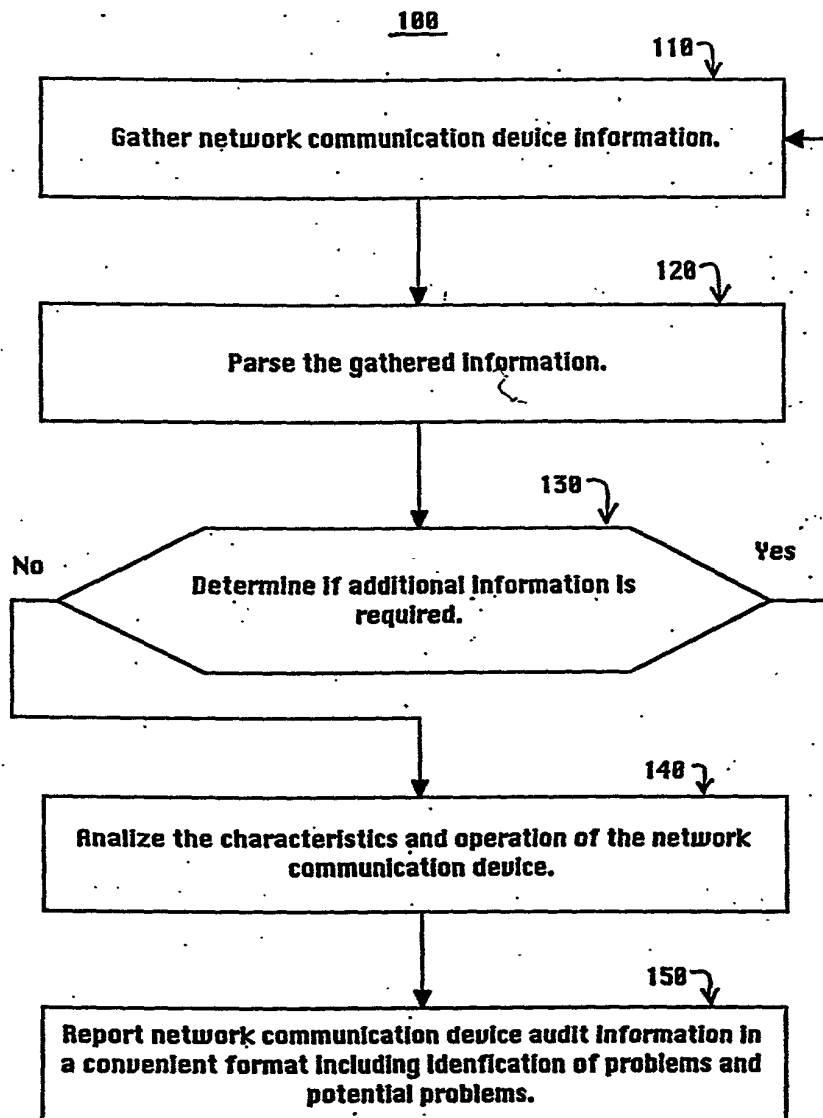 100
110
Gather network communication device information.
120
Parse the gathered information.
130
No
Yes
Determine if additional information is
required.
140
Analize the characteristics and operation of the network
communication device.
150
Report network communication device audit information in
a convenient format including idenfication of problems and
potential problems.